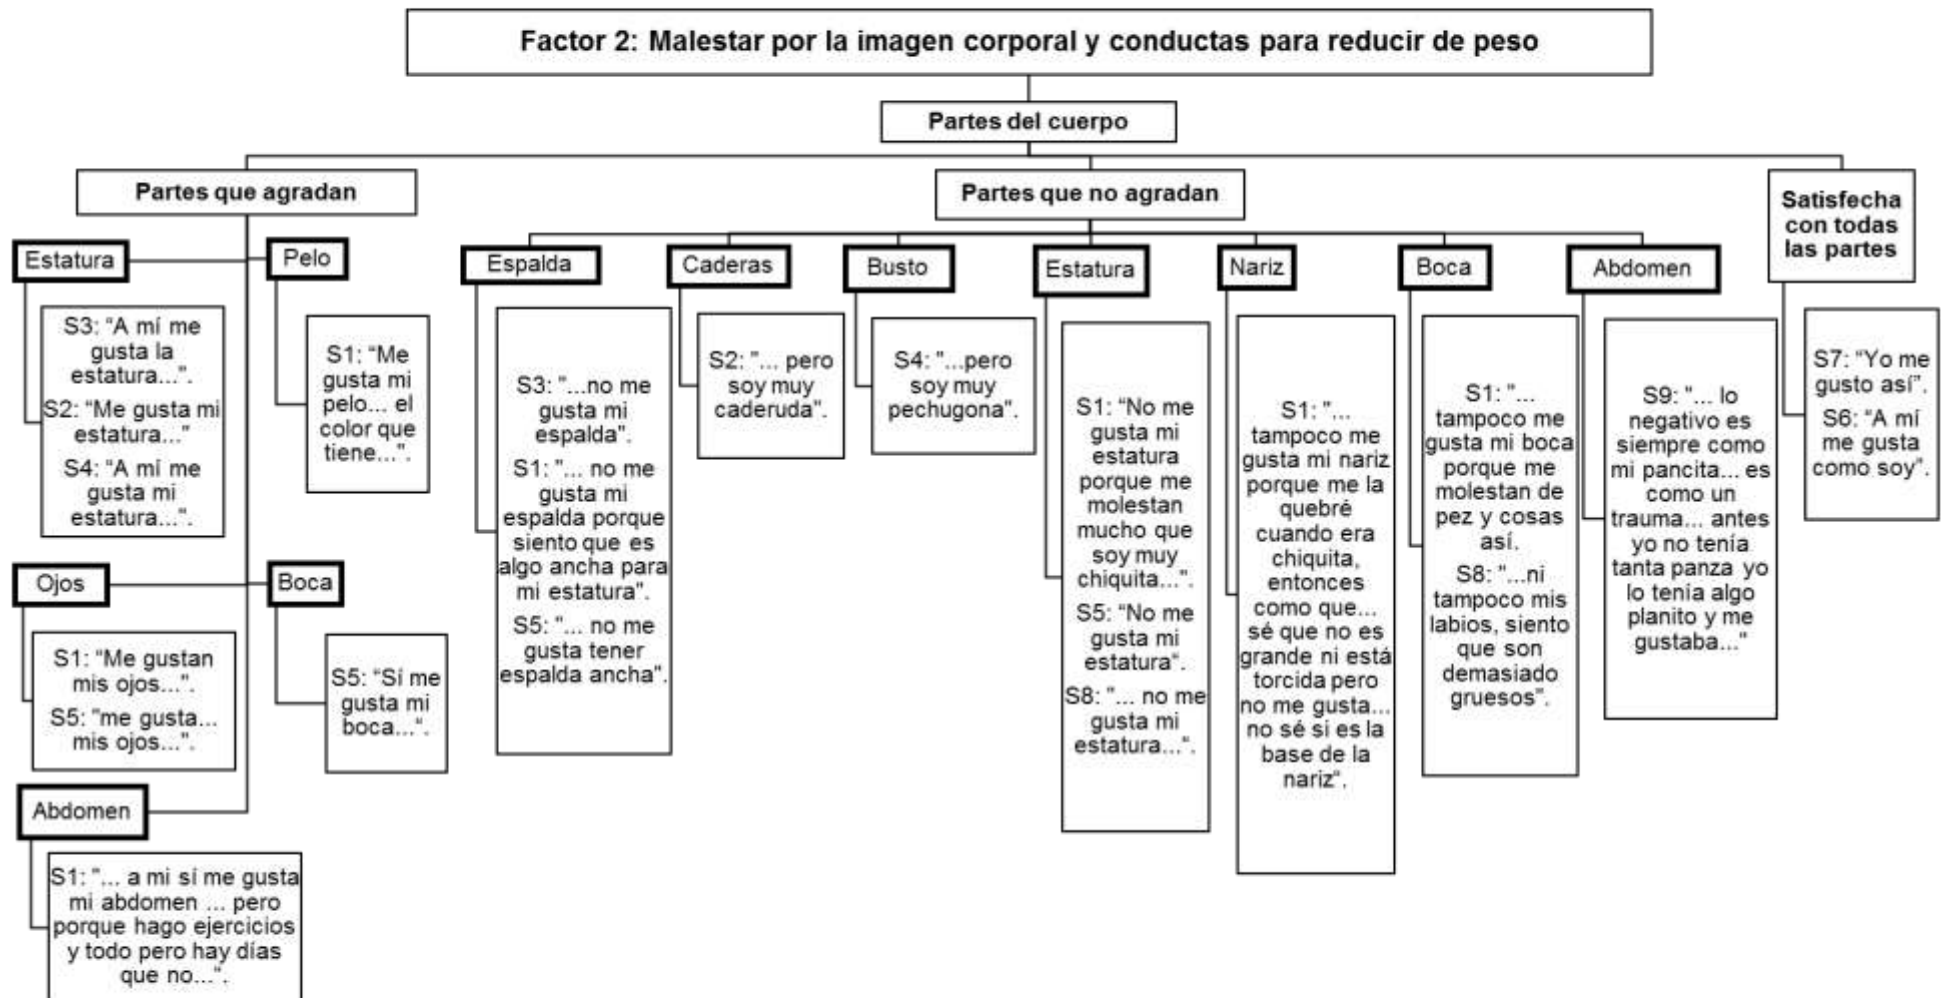 Factor 2: Malestar por la imagen corporal y conductas para reducir de peso
Partes del cuerpo
Partes que agradan
Estatura
S3: “A mí me
gusta la
estatura...”.
S2: “Me gusta mi
estatura...”
S4: “A mí me
gusta mi
estatura...“.
Pelo
S1: “Me
gusta mi
pelo... el
color que
tiene...”.
Ojos
S1: “Me gustan
mis ojos...”.
S5: "me gusta...
mis ojos...”.
Boca
S5: “Sí me
gusta mi
boca...“.
Abdomen
S1: "... a mi sí me gusta
mi abdomen ... pero
porque hago ejercicios
y todo pero hay días
que no...“.
Partes que no agradan
Espalda
S3: "...no me
gusta mi
espalda”.
S1: "... no me
gusta mi
espalda porque
siento que es
algo ancha para
mi estatura”.
S5: "... no me
gusta tener
espalda ancha”.
Caderas
S2: "... pero
soy muy
caderuda”.
Busto
S4: "...pero
soy muy
pechugona”.
Estatura
S1: “No me
gusta mi
estatura
porque me
molestan
mucho que
soy muy
chiquita...”.
S5: “No me
gusta mi
estatura“.
S8: "... no me
gusta mi
estatura...“.
Nariz
S1: "...
tampoco me
gusta mi nariz
porque me la
quebré
cuando era
chiquita,
entonces
como que...
sé que no es
grande ni está
torcida pero
no me gusta...
no sé si es la
base de la
nariz“.
Boca
S1: "...
tampoco me
gusta mi boca
porque me
molestan de
pez y cosas
así.
S8: "...ni
tampoco mis
labios, siento
que son
demasiado
gruesos”.
Abdomen
S9: "... lo
negativo es
siempre como
mi pancita... es
como un
trauma... antes
yo no tenía
tanta panza yo
lo tenía algo
planito y me
gustaba..."
Satisfecha
con todas
las partes
S7: “Yo me
gusto así”.
S6: “A mí
me gusta
como soy”.